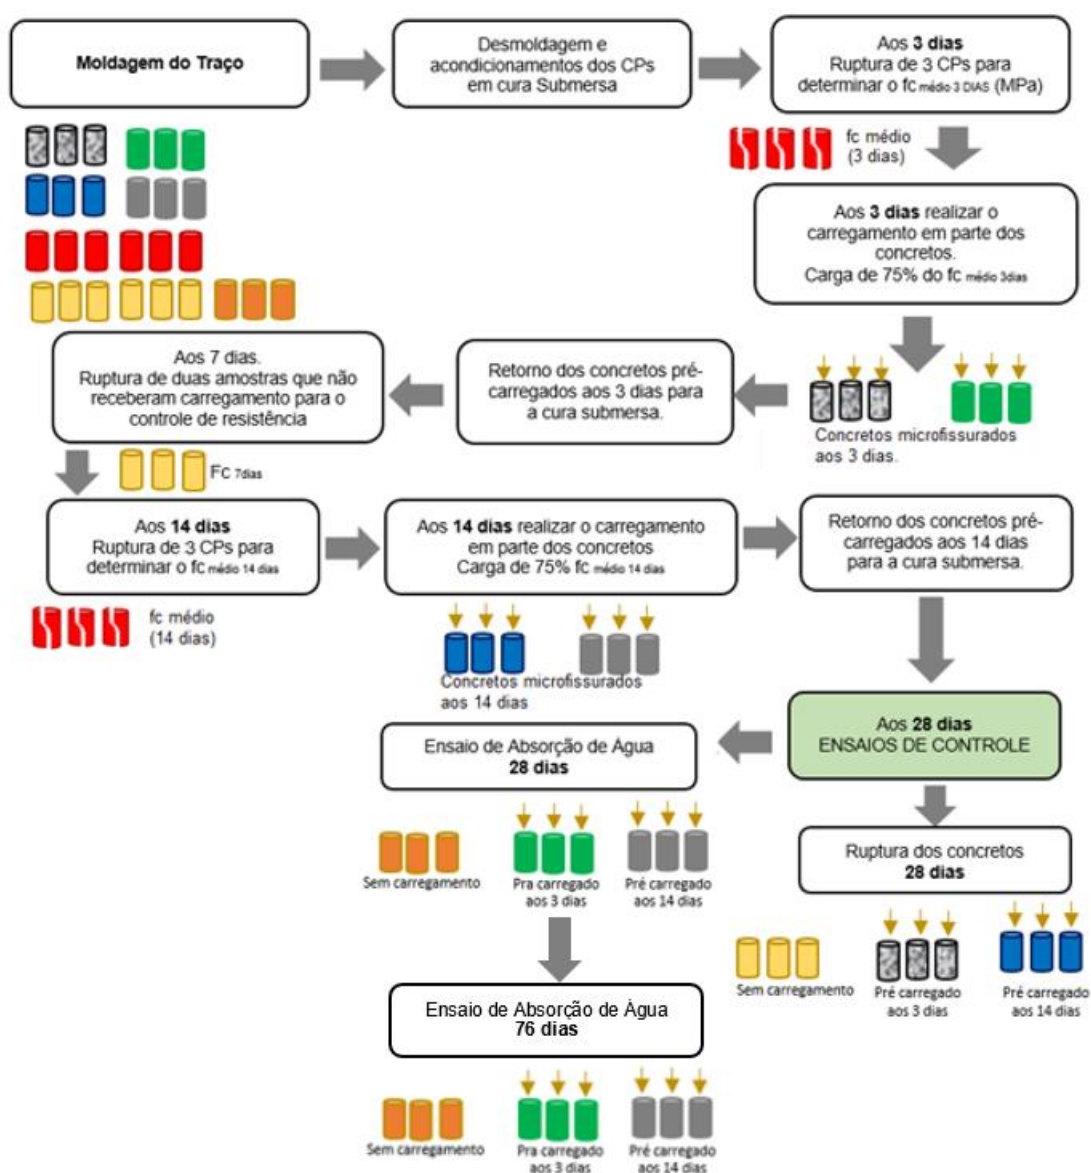 Moldagem do Traço
Desmoldagem e
acondicionamentos dos CPs
em cura Submersa
Aos 3 dias
Ruptura de 3 CPs para
determinar o fc médio 3 DIAS (MPa)
fc médio
(3 dias)
Aos 3 dias realizar o
carregamento em parte dos
concretos.
Carga de 75% do fc médio 3dias
Concretos microfissurados
aos 3 dias.
Retorno dos concretos pré-
carregados aos 3 dias para
a cura submersa.
Aos 7 dias.
Ruptura de duas amostras que não
receberam carregamento para o
controle de resistência
Fc 7dias
Aos 14 dias
Ruptura de 3 CPs para
determinar o fc médio 14 dias
fc médio
(14 dias)
Aos 14 dias realizar o carregamento
em parte dos concretos
Carga de 75% fc médio 14 dias
Concretos microfissurados
aos 14 dias
Retorno dos concretos pré-
carregados aos 14 dias
para a cura submersa.
Aos 28 dias
ENSAIOS DE CONTROLE
Ensaio de Absorção de Água
28 dias
Sem carregamento
Pra carregado
aos 3 dias
Pré carregado
aos 14 dias
Ruptura dos concretos
28 dias
Sem carregamento
Pré carregado
aos 3 dias
Pré carregado
aos 14 dias
Ensaio de Absorção de Água
76 dias
Sem carregamento
Pra carregado
aos 3 dias
Pré carregado
aos 14 dias